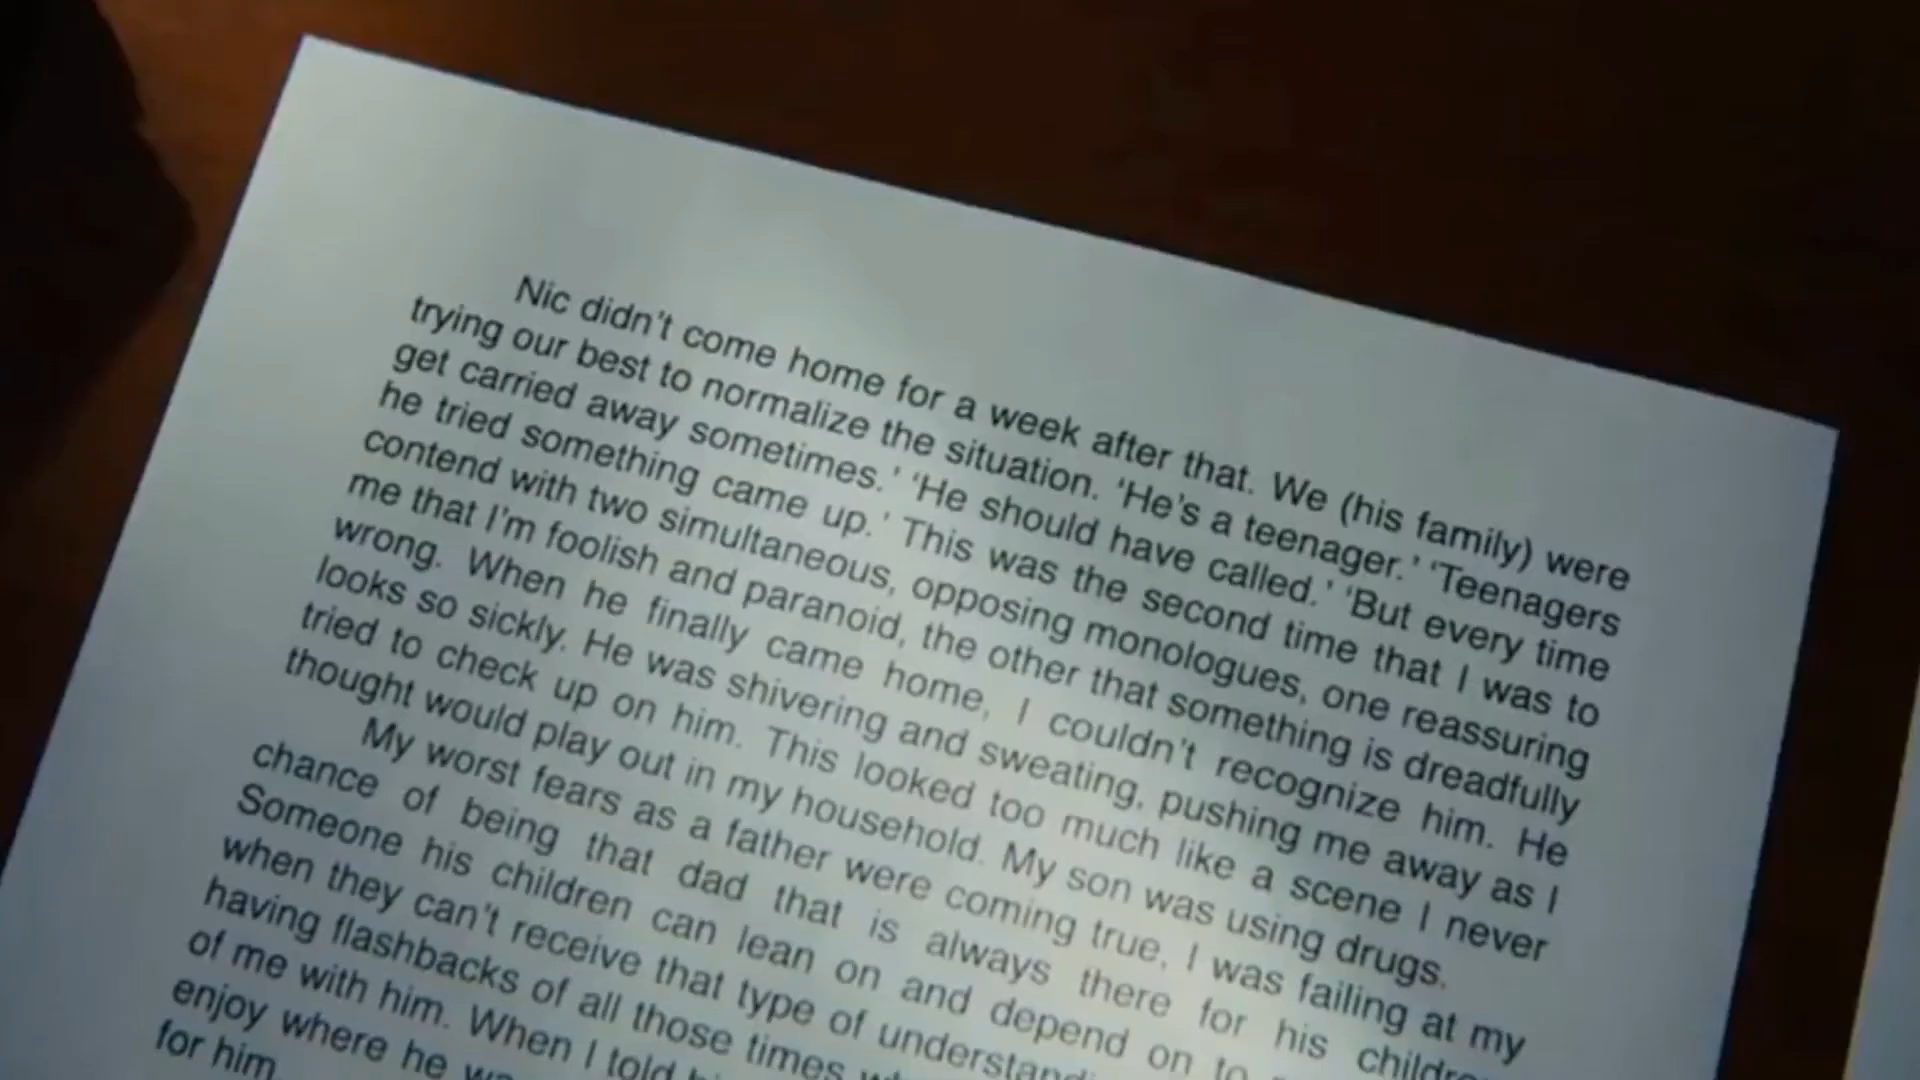 Nic didn't come home for a week after that. We (his family) were
trying our best to normalize the situation. 'He's a teenager.' 'Teenagers
get carried away sometimes.' 'He should have called.' 'But every time
he tried something came up.' This was the second time that I was to
contend with two simultaneous, opposing monologues, one reassuring
me that I'm foolish and paranoid, the other that something is dreadfully
wrong. When he finally came home, I couldn't recognize him. He
looks so sickly. He was shivering and sweating, pushing me away as I
tried to check up on him. This looked too much like a scene I never
thought would play out in my household. My son was using drugs.
My worst fears as a father were coming true, I was failing at my
chance of being that dad that is always there for his
Someone his children can lean on and depend on to
when they can't receive that type of
having flashbacks of all those times
of me with him. When I told
enjoy where he
for him.